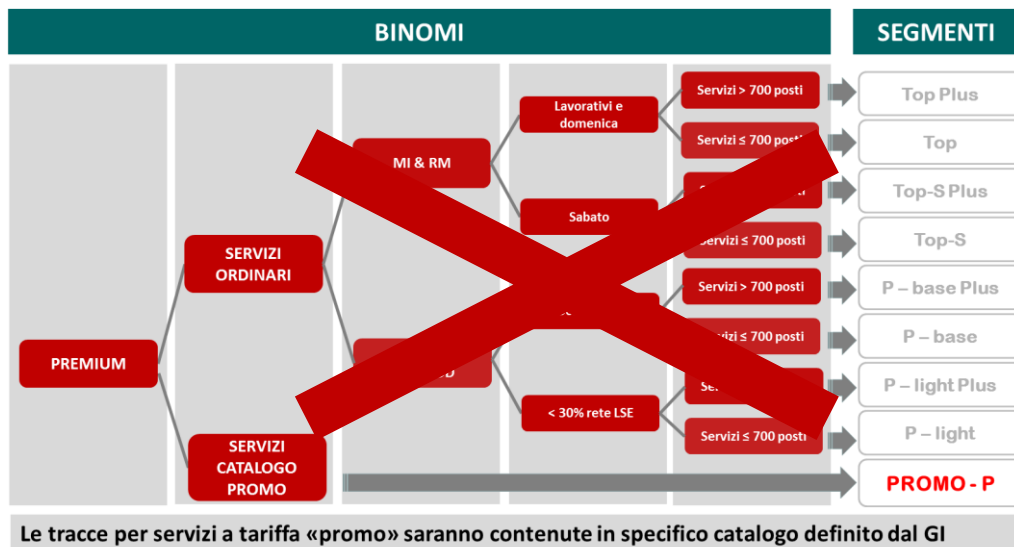 BINOMI
SEGMENTI
PREMIUM
SERVIZI
ORDINARI
SERVIZI
CATALOGO
PROMO
MI & RM
Lavorativi e
domenica
Sabato
< 30% rete LSE
Servizi > 700 posti
Servizi ≤ 700 posti
Servizi ≤ 700 posti
Servizi > 700 posti
Servizi ≤ 700 posti
Servizi ≤ 700 posti
Top Plus
Top
Top-S Plus
Top-S
P – base Plus
P – base
P – light Plus
P – light
PROMO - P
Le tracce per servizi a tariffa «promo» saranno contenute in specifico catalogo definito dal GI